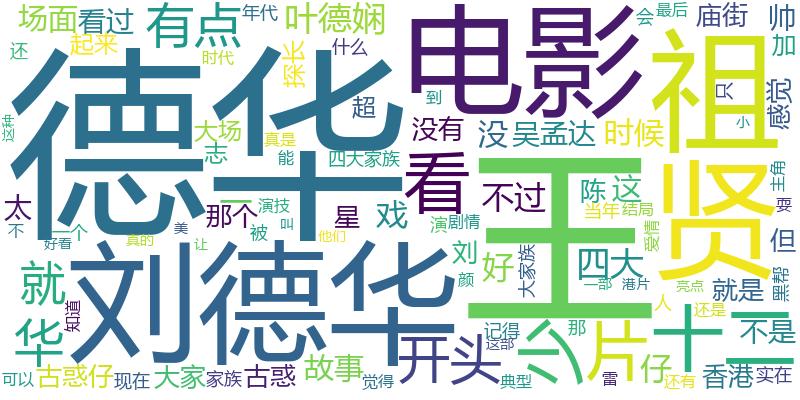 场面
看过
有点
年代
叶德娴
电影
会
最后
庙街
帅
加
还
起来
探长
什么
时代
德华
超
到
祖
只
感觉
这种
大场
志
真是
能
四大家族
没有
没
吴孟达
时候
小
看
王
贤
主角
翠
太
不
一个
一
那个
演技
叫
被
星
戏
不过
陈
这
当年
结局
爱情
但
好看
真的
美
让
他们
演
剧情
刘
颜
好
大家族
四大
一部
港片
黑帮
亮点
就
就是
华
知道
刘德华
记得
这部
那
人
还是
十二
不是
开头
少
片
仔
可以
古惑仔
现在
大家
家族
古惑
故事
觉得
典型
雷
还有
香港
实在